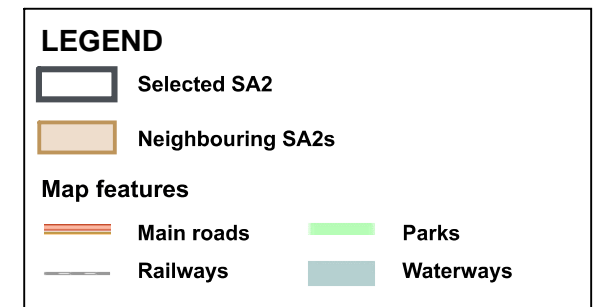 LEGEND
Selected SA2
Neighbouring SA2s
Map features
Main roads
Parks
Railways
Waterways